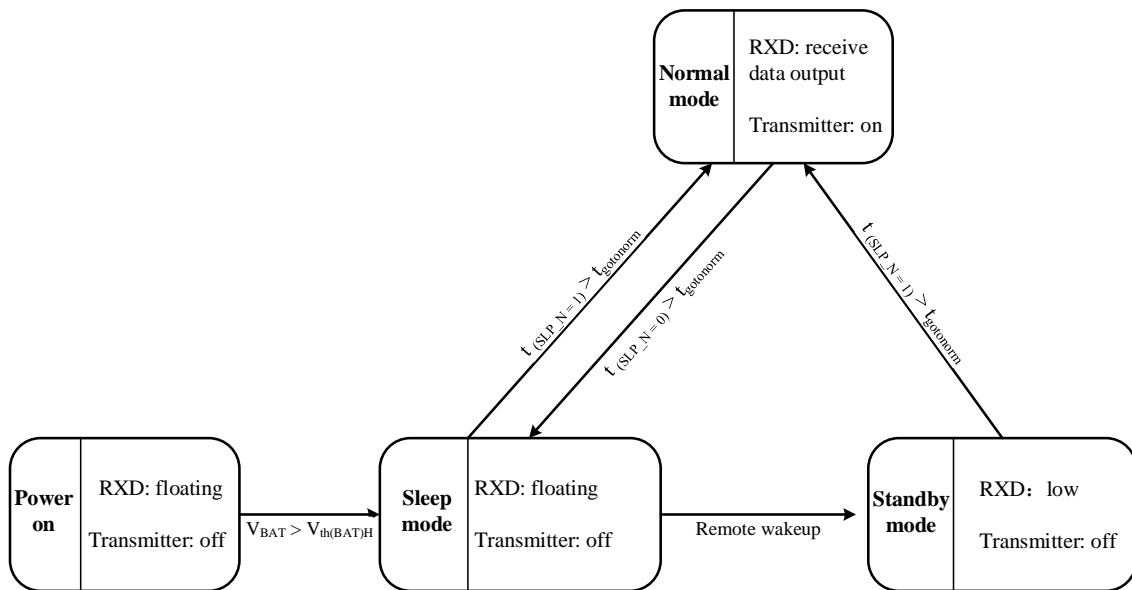 Normal
mode
RXD: receive
data output
Transmitter: on
t (SLP_N = 1) > tgotonorm
t (SLP_N = 0) > tgotonorm
t (SLP_N = 1) > tgotonorm
Power
on
RXD: floating
Transmitter: off
VBAT > Vth(BAT)H
Sleep
mode
RXD: floating
Transmitter: off
Remote wakeup
Standby
mode
RXD：low
Transmitter: off